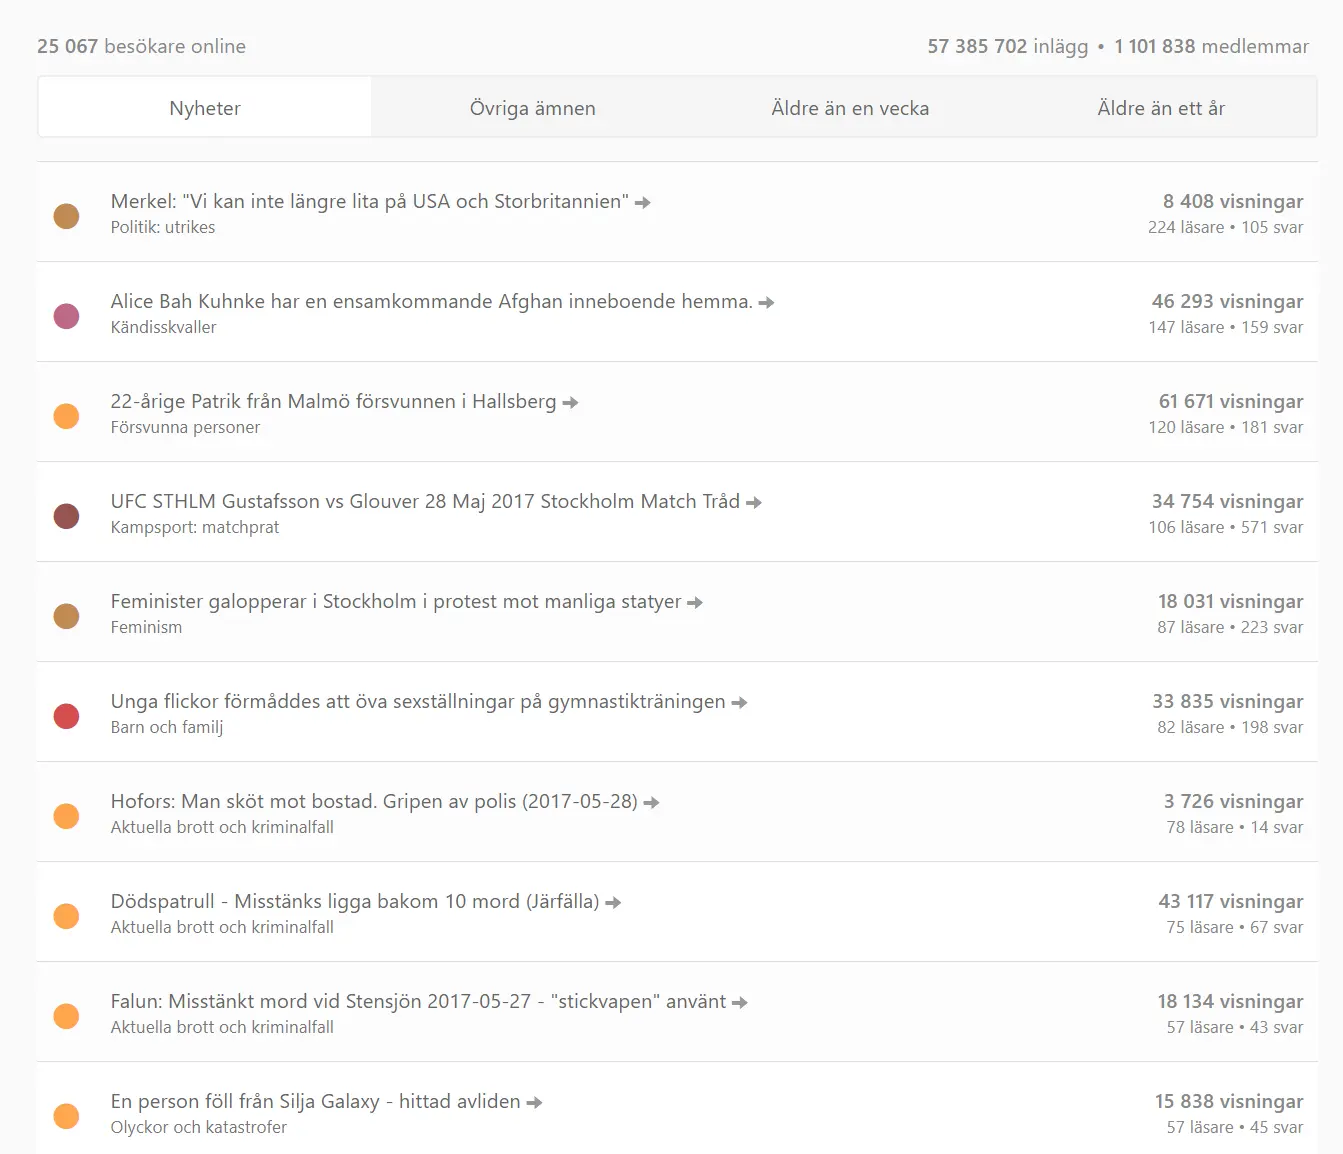 25 067 besökare online
57 385 702 inlägg • 1 101 838 medlemmar
Nyheter
Övriga ämnen
Äldre än en vecka
Äldre än ett år
Merkel: "Vi kan inte längre lita på USA och Storbritannien"
8 408 visningar
Politik: utrikes
224 läsare • 105 svar
Alice Bah Kuhnke har en ensamkommande Afghan inneboende hemma.
46 293 visningar
Kändisskvaller
147 läsare • 159 svar
22-årige Patrik från Malmö försvunnen i Hallsberg
61 671 visningar
Försvunna personer
120 läsare • 181 svar
UFC STHLM Gustafsson vs Glouver 28 Maj 2017 Stockholm Match Tråd
34 754 visningar
Kampsport: matchprat
106 läsare • 571 svar
Feminister galopperar i Stockholm i protest mot manliga statyer
18 031 visningar
Feminism
87 läsare • 223 svar
Unga flickor förmåddes att öva sexställningar på gymnastikträningen
33 835 visningar
Barn och familj
82 läsare • 198 svar
Hofors: Man sköt mot bostad. Gripen av polis (2017-05-28)
3 726 visningar
Aktuella brott och kriminalfall
78 läsare • 14 svar
Dödspatrull - Misstänks ligga bakom 10 mord (Järfälla)
43 117 visningar
Aktuella brott och kriminalfall
75 läsare • 67 svar
Falun: Misstänkt mord vid Stensjön 2017-05-27 - "stickvapen" använt
18 134 visningar
Aktuella brott och kriminalfall
57 läsare • 43 svar
En person föll från Silja Galaxy - hittad avliden
15 838 visningar
Olyckor och katastrofer
57 läsare • 45 svar